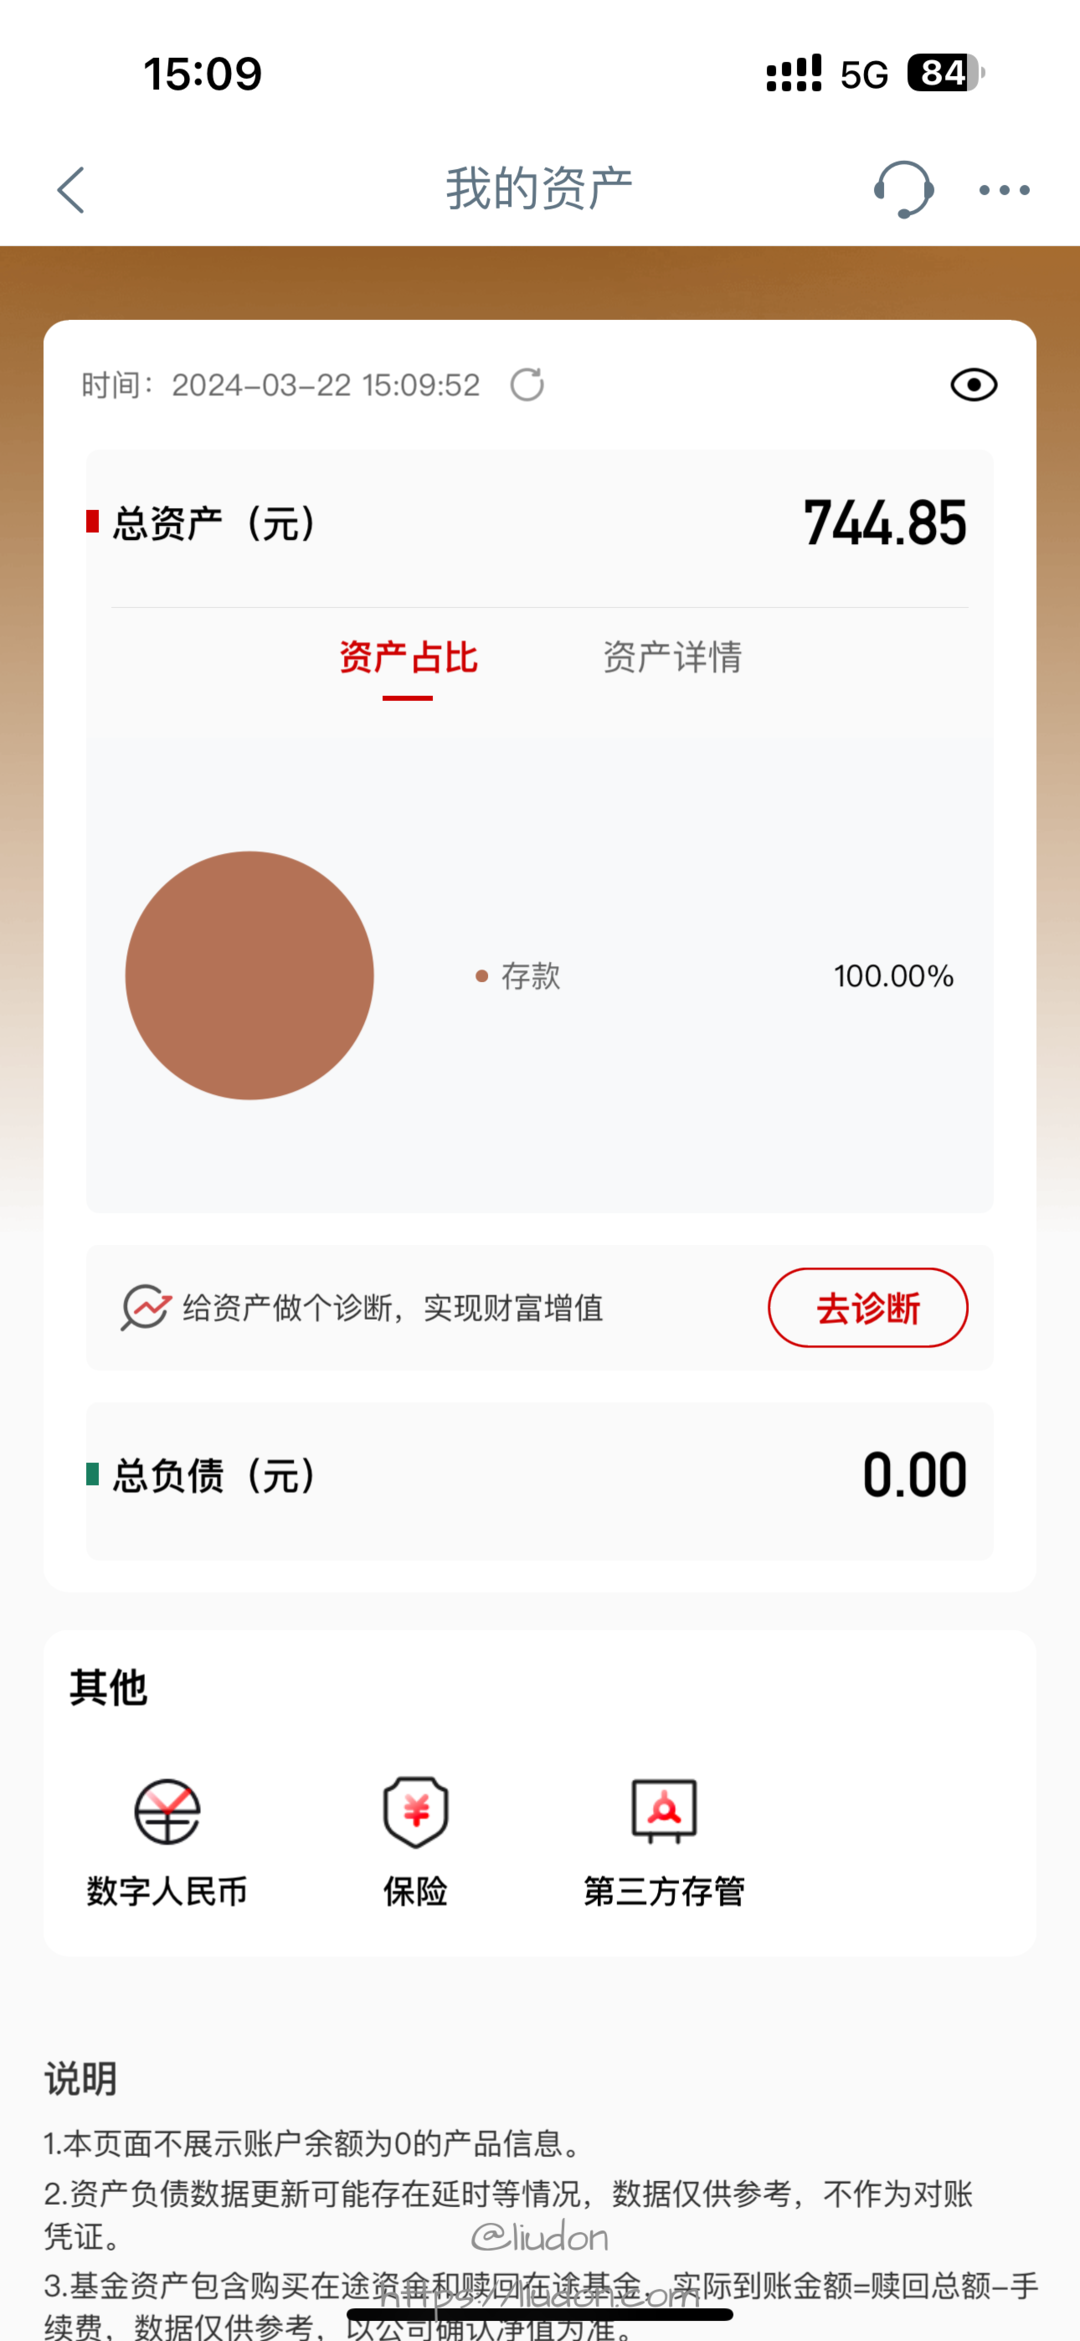 15:09
5G 84
我的资产
时间：2024-03-22 15:09:52
总资产（元）
744.85
资产占比
资产详情
存款
100.00%
给资产做个诊断，实现财富增值
去诊断
总负债（元）
0.00
其他
数字人民币
保险
第三方存管
说明
1.本页面不展示账户余额为0的产品信息。
2.资产负债数据更新可能存在延时等情况，数据仅供参考，不作为对账
凭证。
@liudon
3.基金资产包含购买在途资金和赎回在途基金，实际到账金额=赎回总额-手
https://liudon.com
续费，数据仅供参考，以公司确认净值为准。